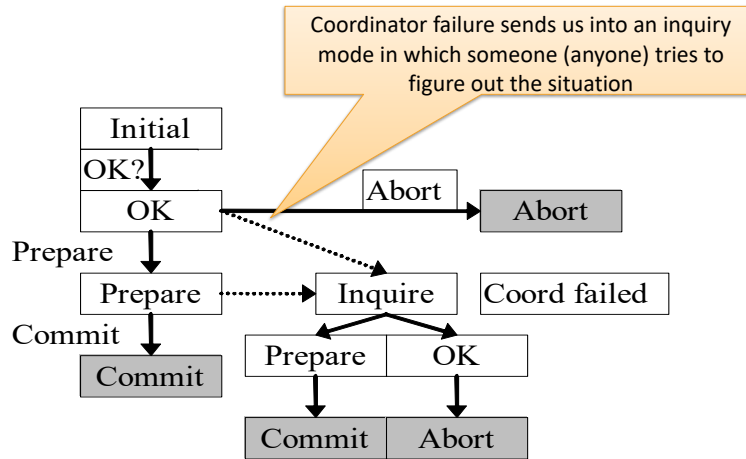 Coordinator failure sends us into an inquiry
mode in which someone (anyone) tries to
figure out the situation
Initial
OK?
Abort
OK
Abort
Prepare
Prepare
Inquire
Coord failed
Commit
Prepare
OK
Commit
Commit
Abort